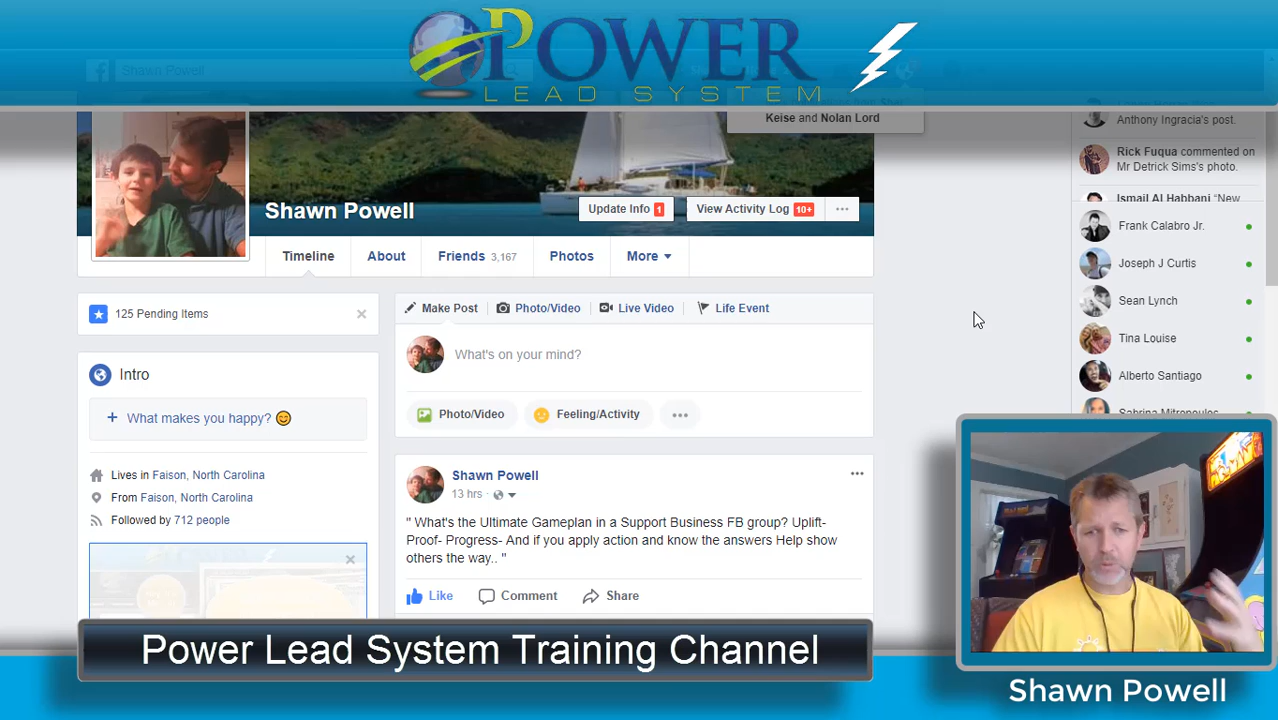 POWER
LEAD SYSTEM
Shawn Powell
Keise and Nolan Lord
Anthony Ingracia's post.
Rick Fuqua commented on
Mr Detrick Sims's photo.
Ismail Al Habbani “New
Shawn Powell
Update Info 1
View Activity Log 10+
Timeline
About
Friends 3,167
Photos
More
Frank Calabro Jr.
Joseph J Curtis
Sean Lynch
Tina Louise
Alberto Santiago
Sabrina Mitropoulos
125 Pending Items
Intro
What makes you happy?
Lives in Faison, North Carolina
From Faison, North Carolina
Followed by 712 people
Make Post
Photo/Video
Live Video
Life Event
What's on your mind?
Photo/Video
Feeling/Activity
Shawn Powell
13 hrs ·
" What's the Ultimate Gameplan in a Support Business FB group? Uplift-
Prof- Progress- And if you apply action and know the answers Help show
others the way.. "
Like
Comment
Share
Power Lead System Training Channel
Shawn Powell